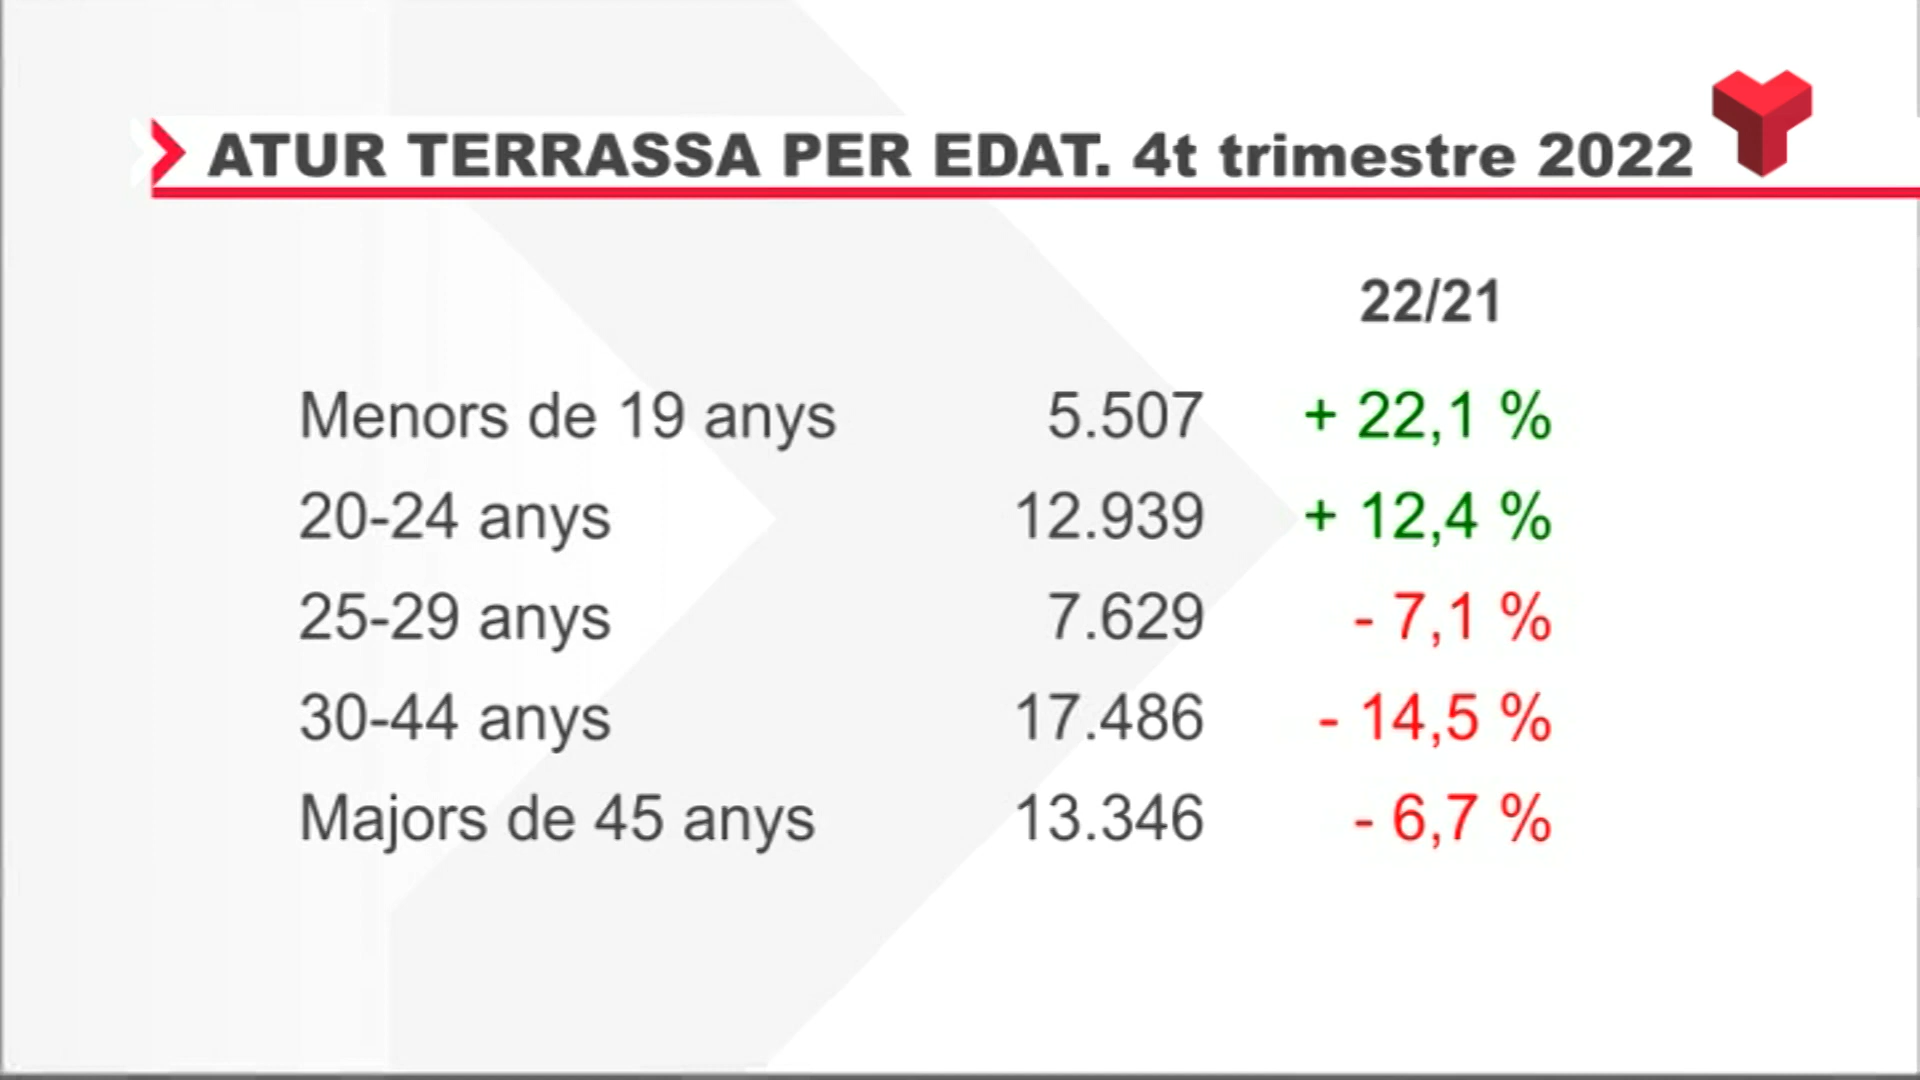 ATUR TERRASSA PER EDAT. 4t trimestre 2022
22/21
Menors de 19 anys 5.507 + 22,1 %
20-24 anys 12.939 + 12,4 %
25-29 anys 7.629 - 7,1 %
30-44 anys 17.486 - 14,5 %
Majors de 45 anys 13.346 - 6,7 %